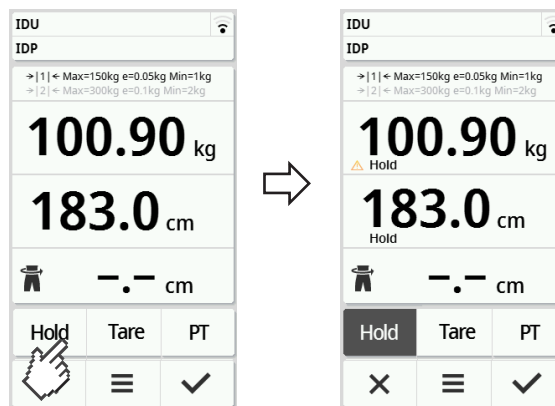 IDU
IDP
→|1|← Max=150kg e=0.05kg Min=1kg
→|2|← Max=300kg e=0.1kg Min=2kg
100.90 kg
183.0 cm
–.– cm
Hold Tare PT
IDU
IDP
→|1|← Max=150kg e=0.05kg Min=1kg
→|2|← Max=300kg e=0.1kg Min=2kg
100.90 kg
Hold
183.0 cm
Hold
–.– cm
Hold Tare PT